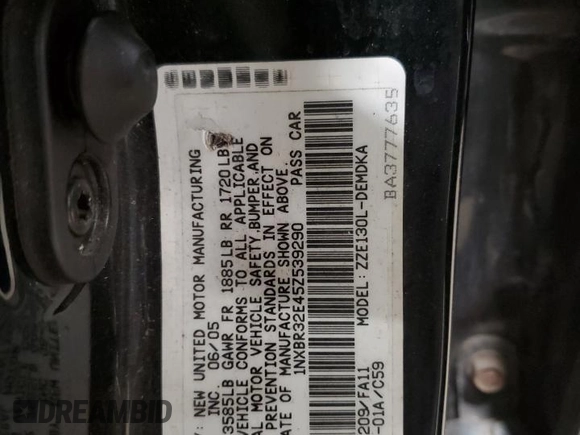 Y: NEW UNITED MOTOR MANUFACTURING
INC 06/05
3585LB GAWR FR 1885LB RR 1720 LB
VEHICLE CONFORMS TO ALL APPLICABLE
AL MOTOR VEHICLE SAFETY, BUMPER, AND
PREVENTION STANDARDS IN EFFECT ON
ATE OF MANUFACTURE SHOWN ABOVE.
1NXBR32E45Z539290 PASS CAR
MODEL: ZZE130L-DEMDKA
209/FA11
-01A/C59
BA3777635
DREAMBID